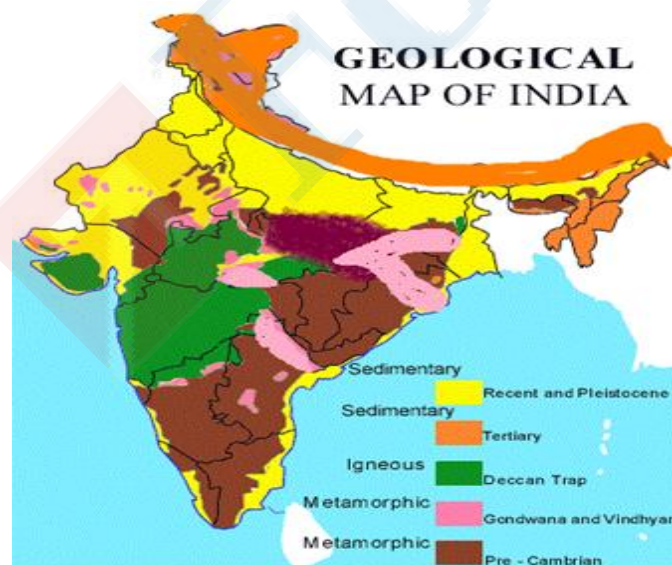 GEOLOGICAL
MAP OF INDIA
Sedimentary
Recent and Pleistocene
Sedimentary
Tertiary
Igneous
Deccan Trap
Metamorphic
Gondwana and Vindhyan
Metamorphic
Pre - Cambrian